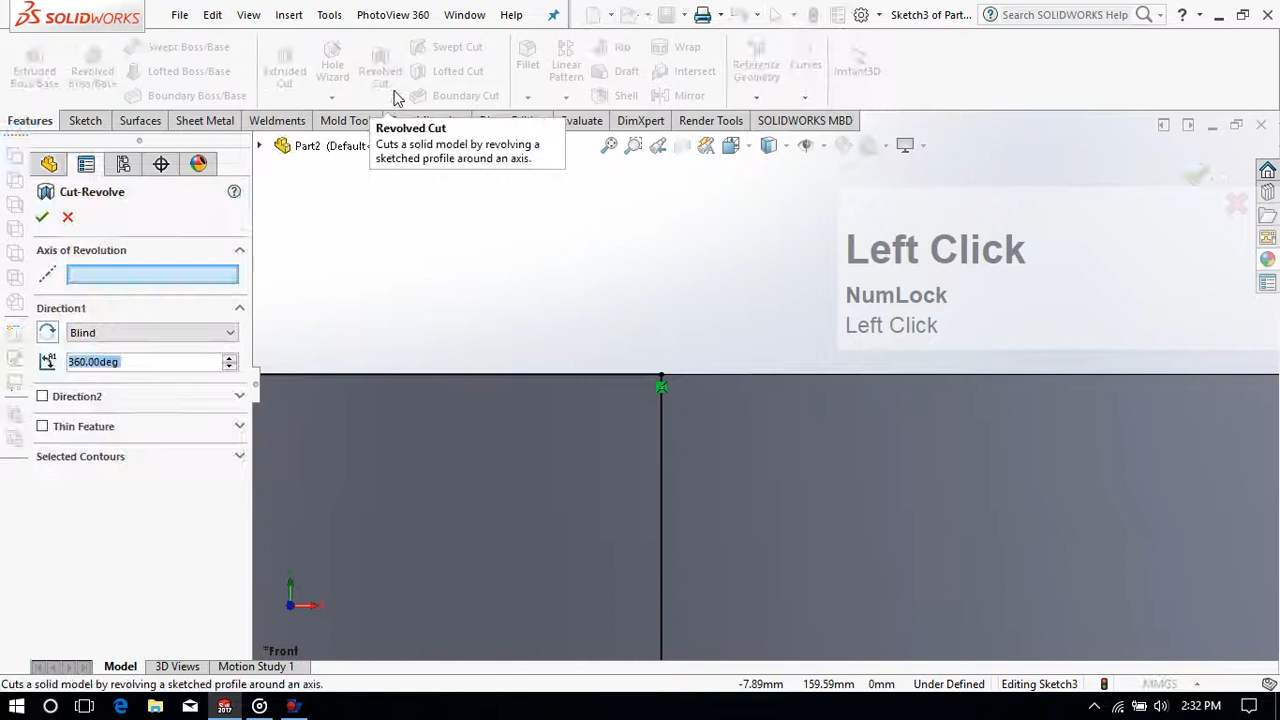 SOLIDWORKS
File Edit View Insert Tools PhotoView 360 Window Help
Sketch3 of Part...
Search SOLIDWORKS Help
Extruded Boss/Base
Revolved Boss/Base
Swept Boss/Base
Lofted Boss/Base
Boundary Boss/Base
Extruded Cut
Hole Wizard
Revolved Cut
Swept Cut
Lofted Cut
Boundary Cut
Fillet
Linear Pattern
Rib
Draft
Shell
Wrap
Intersect
Mirror
Reference Geometry
Curves
Instant3D
Features Sketch Surfaces Sheet Metal Weldments Mold Too Evaluate DimXpert Render Tools SOLIDWORKS MBD
Revolved Cut
Cuts a solid model by revolving a
sketched profile around an axis.
Part2 (Default
Cut-Revolve
Axis of Revolution
Direction1
Blind
360.00deg
Direction2
Thin Feature
Selected Contours
Left Click
NumLock
Left Click
*Front
Model 3D Views Motion Study 1
Cuts a solid model by revolving a sketched profile around an axis.
-7.89mm 159.59mm 0mm Under Defined Editing Sketch3 MMGS
2:32 PM